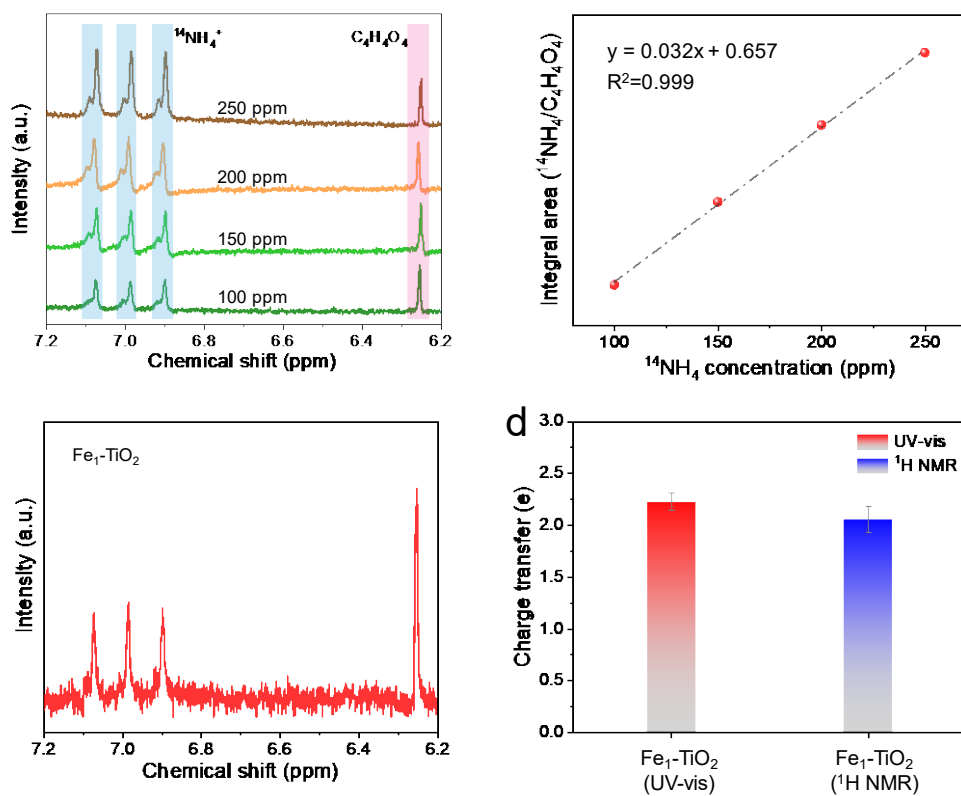 ¹⁴NH₄⁺
C₄H₄O₄
250 ppm
200 ppm
150 ppm
100 ppm
Intensity (a.u.)
7.2 7.0 6.8 6.6 6.4 6.2
Chemical shift (ppm)
y = 0.032x + 0.657
R²=0.999
Integral area (¹⁴NH₄/C₄H₄O₄)
100 150 200 250
¹⁴NH₄ concentration (ppm)
Fe₁-TiO₂
Intensity (a.u.)
7.2 7.0 6.8 6.6 6.4 6.2
Chemical shift (ppm)
d
UV-vis
¹H NMR
Charge transfer (e)
3.0
2.5
2.0
1.5
1.0
0.5
0.0
Fe₁-TiO₂
(UV-vis)
Fe₁-TiO₂
(¹H NMR)